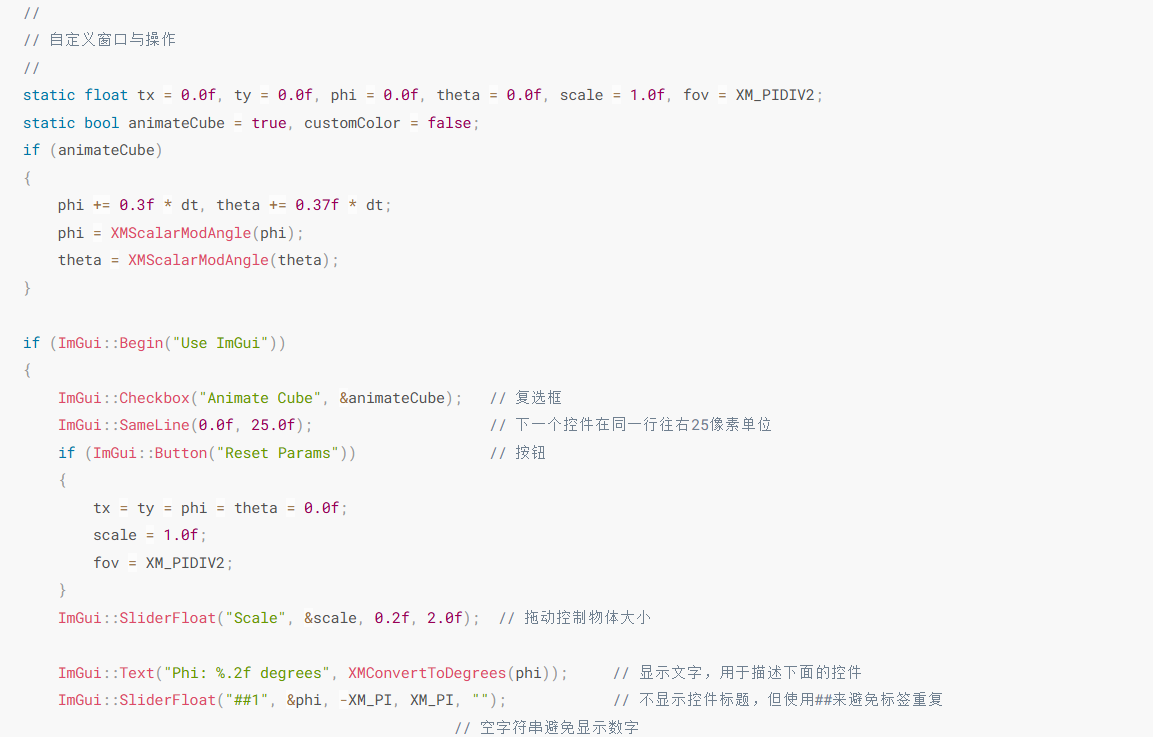 //
// 自定义窗口与操作
//
static float tx = 0.0f, ty = 0.0f, phi = 0.0f, theta = 0.0f, scale = 1.0f, fov = XM_PIDIV2;
static bool animateCube = true, customColor = false;
if (animateCube)
{
    phi += 0.3f * dt, theta += 0.37f * dt;
    phi = XMScalarModAngle(phi);
    theta = XMScalarModAngle(theta);
}

if (ImGui::Begin("Use ImGui"))
{
    ImGui::Checkbox("Animate Cube", &animateCube);   // 复选框
    ImGui::SameLine(0.0f, 25.0f);                    // 下一个控件在同一行往右25像素单位
    if (ImGui::Button("Reset Params"))               // 按钮
    {
        tx = ty = phi = theta = 0.0f;
        scale = 1.0f;
        fov = XM_PIDIV2;
    }
    ImGui::SliderFloat("Scale", &scale, 0.2f, 2.0f);  // 拖动控制物体大小

    ImGui::Text("Phi: %.2f degrees", XMConvertToDegrees(phi));     // 显示文字，用于描述下面的控件
    ImGui::SliderFloat("##1", &phi, -XM_PI, XM_PI, "");            // 不显示控件标题，但使用##来避免标签重复
                                                 // 空字符串避免显示数字